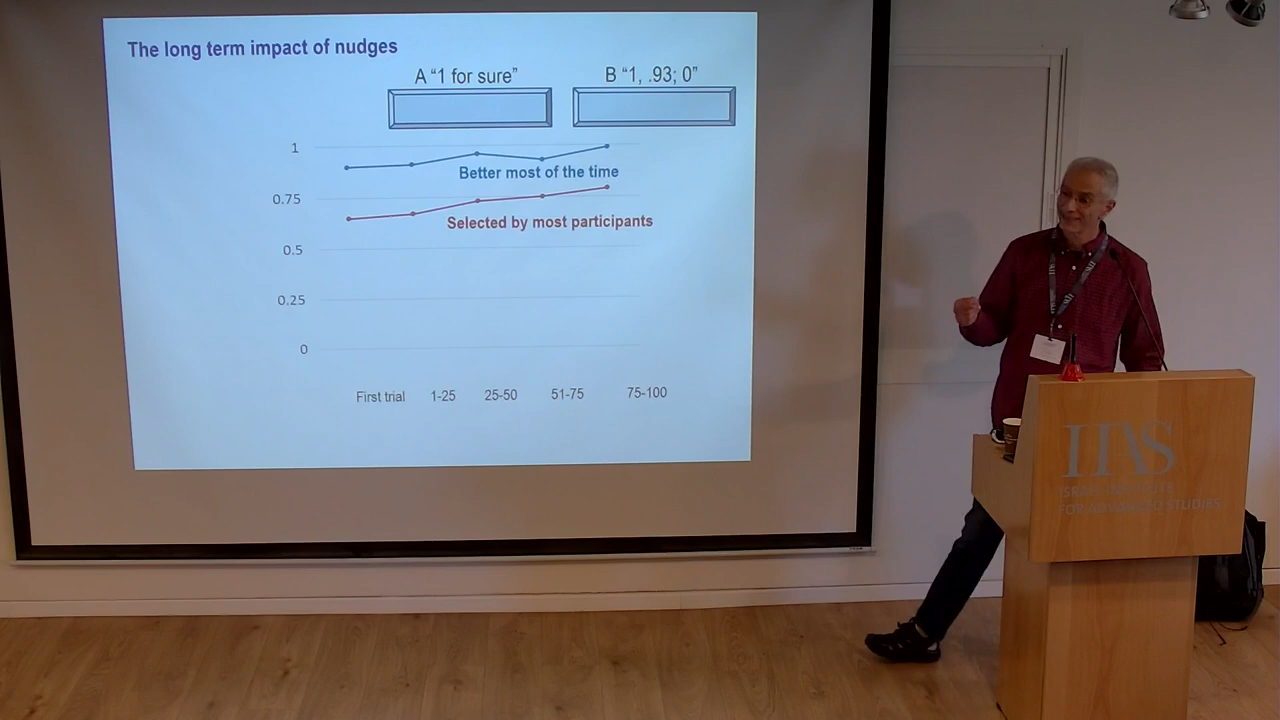 The long term impact of nudges
A “1 for sure”
B “1, .93; 0”
1
Better most of the time
0.75
Selected by most participants
0.5
0.25
0
First trial 1-25 25-50 51-75 75-100
IIAS
ISRAEL INSTITUTE
FOR ADVANCED STUDIES